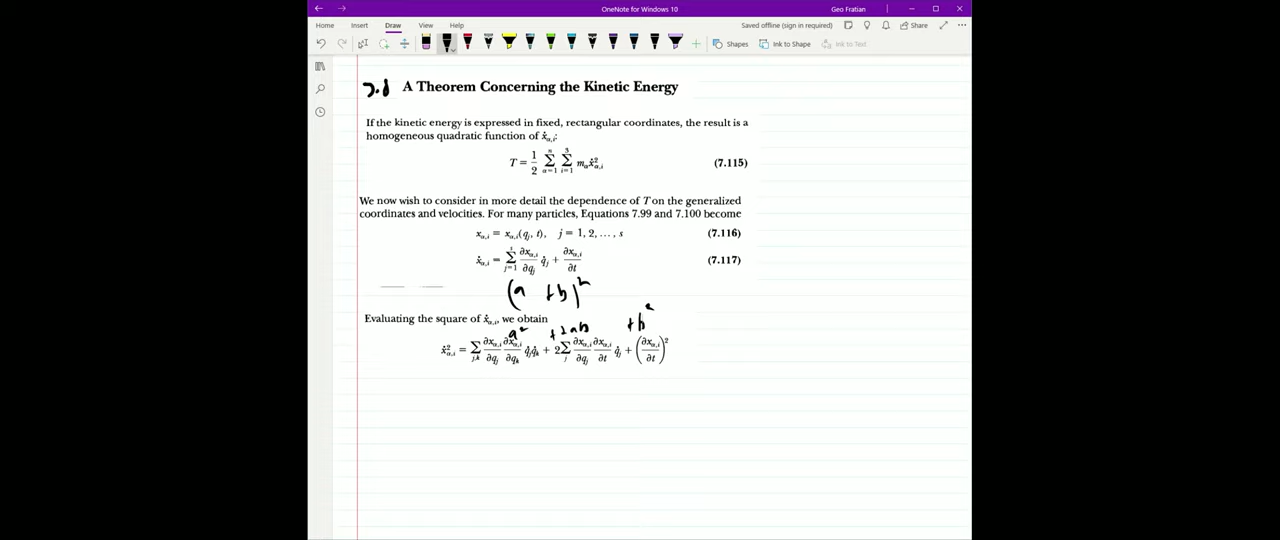 OneNote for Windows 10
Geo Fratian
Home Insert Draw View Help
Saved offline (sign in required) Share
Shapes Ink to Shape Ink to Text
7.8 A Theorem Concerning the Kinetic Energy
If the kinetic energy is expressed in fixed, rectangular coordinates, the result is a
homogeneous quadratic function of ẋ_{α,i}:
T = 1/2 Σ_{α=1}^{n} Σ_{i=1}^{3} m_α ẋ²_{α,i} (7.115)
We now wish to consider in more detail the dependence of T on the generalized
coordinates and velocities. For many particles, Equations 7.99 and 7.100 become
x_{α,i} = x_{α,i}(q_j, t), j = 1, 2, ..., s (7.116)
ẋ_{α,i} = Σ_{j=1}^{s} ∂x_{α,i}/∂q_j q̇_j + ∂x_{α,i}/∂t (7.117)
(a + b)²
Evaluating the square of ẋ_{α,i}, we obtain
a² + 2ab + b²
ẋ²_{α,i} = Σ_{j,k} ∂x_{α,i}/∂q_j ∂x_{α,i}/∂q_k q̇_j q̇_k + 2Σ_j ∂x_{α,i}/∂q_j ∂x_{α,i}/∂t q̇_j + (∂x_{α,i}/∂t)²